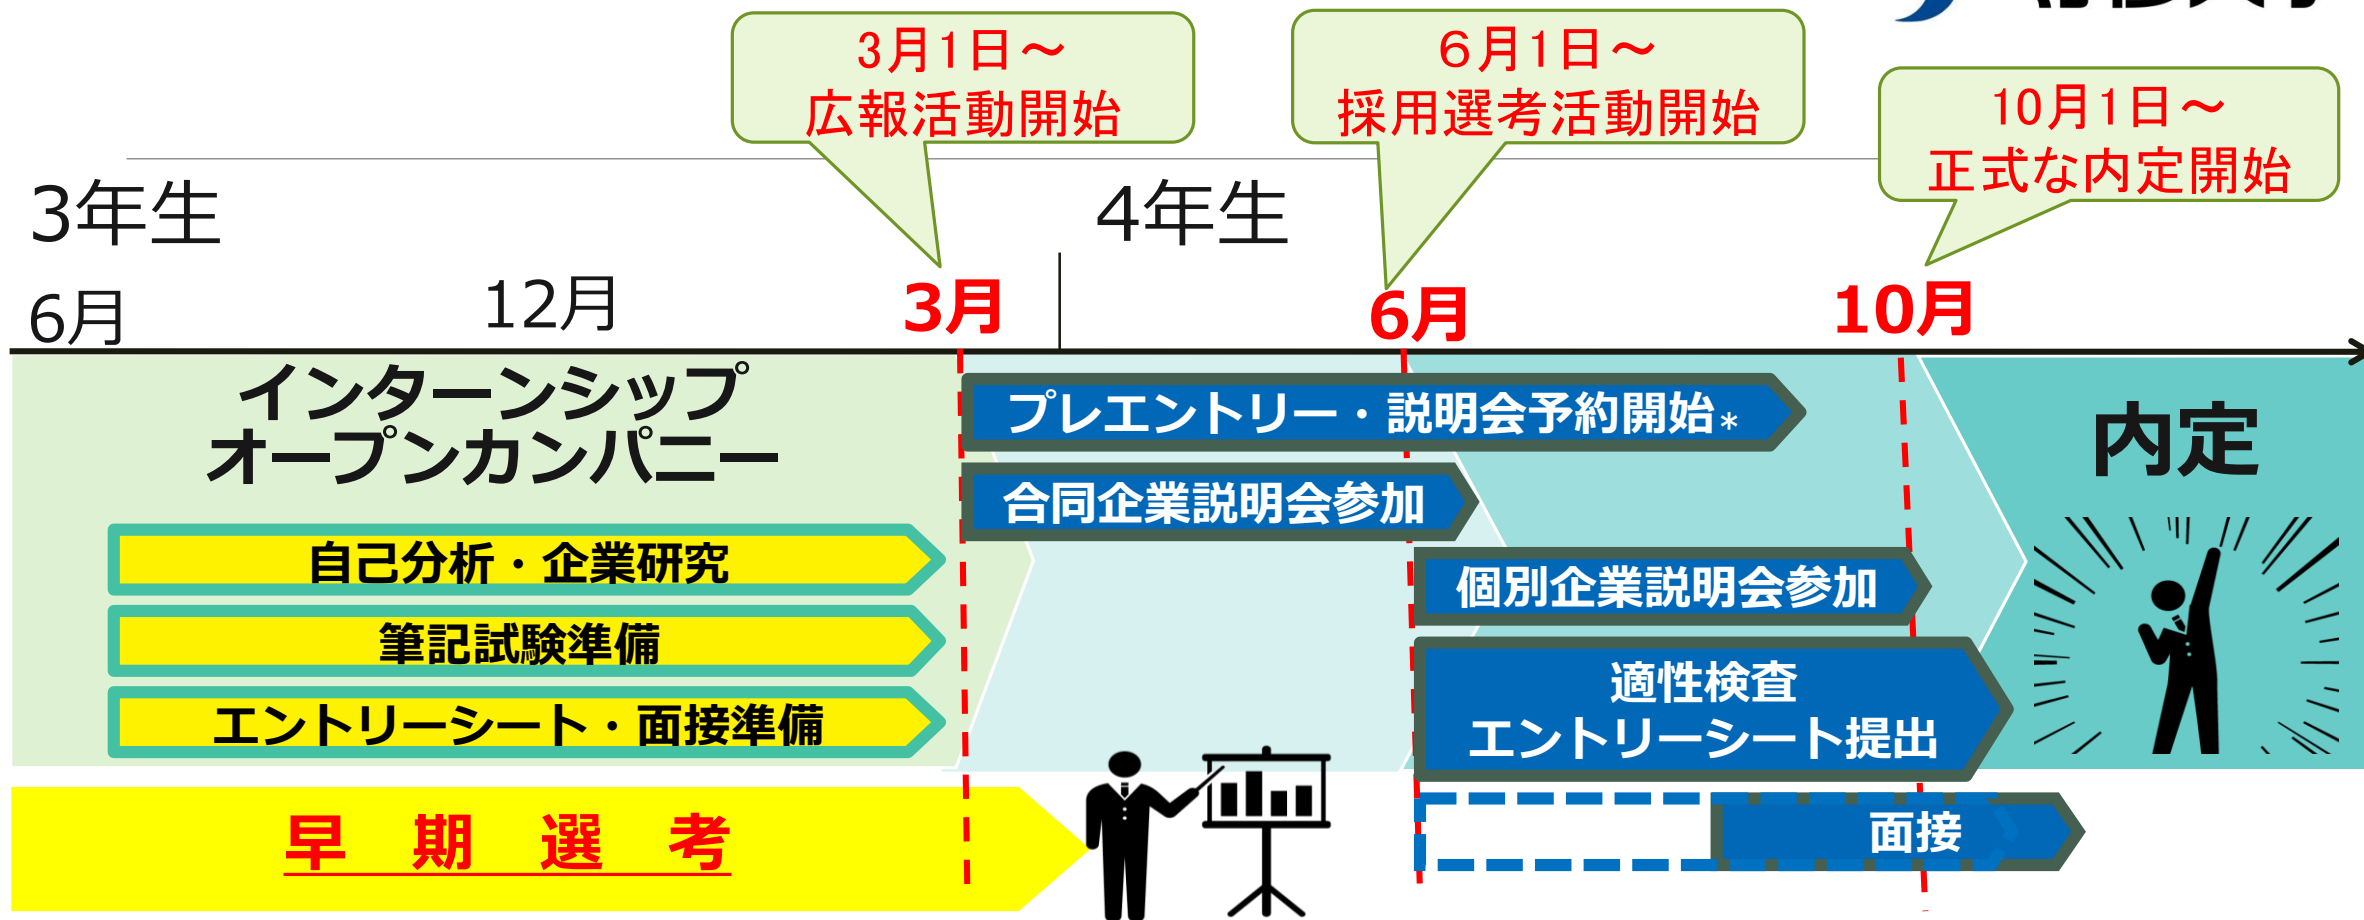 3月1日～
広報活動開始
６月1日～
採用選考活動開始
10月1日～
正式な内定開始
3年生
4年生
6月
12月
3月
6月
10月
インターンシップ
オープンカンパニー
自己分析・企業研究
筆記試験準備
エントリーシート・面接準備
早 期 選 考
プレエントリー・説明会予約開始*
合同企業説明会参加
個別企業説明会参加
適性検査
エントリーシート提出
面接
内定